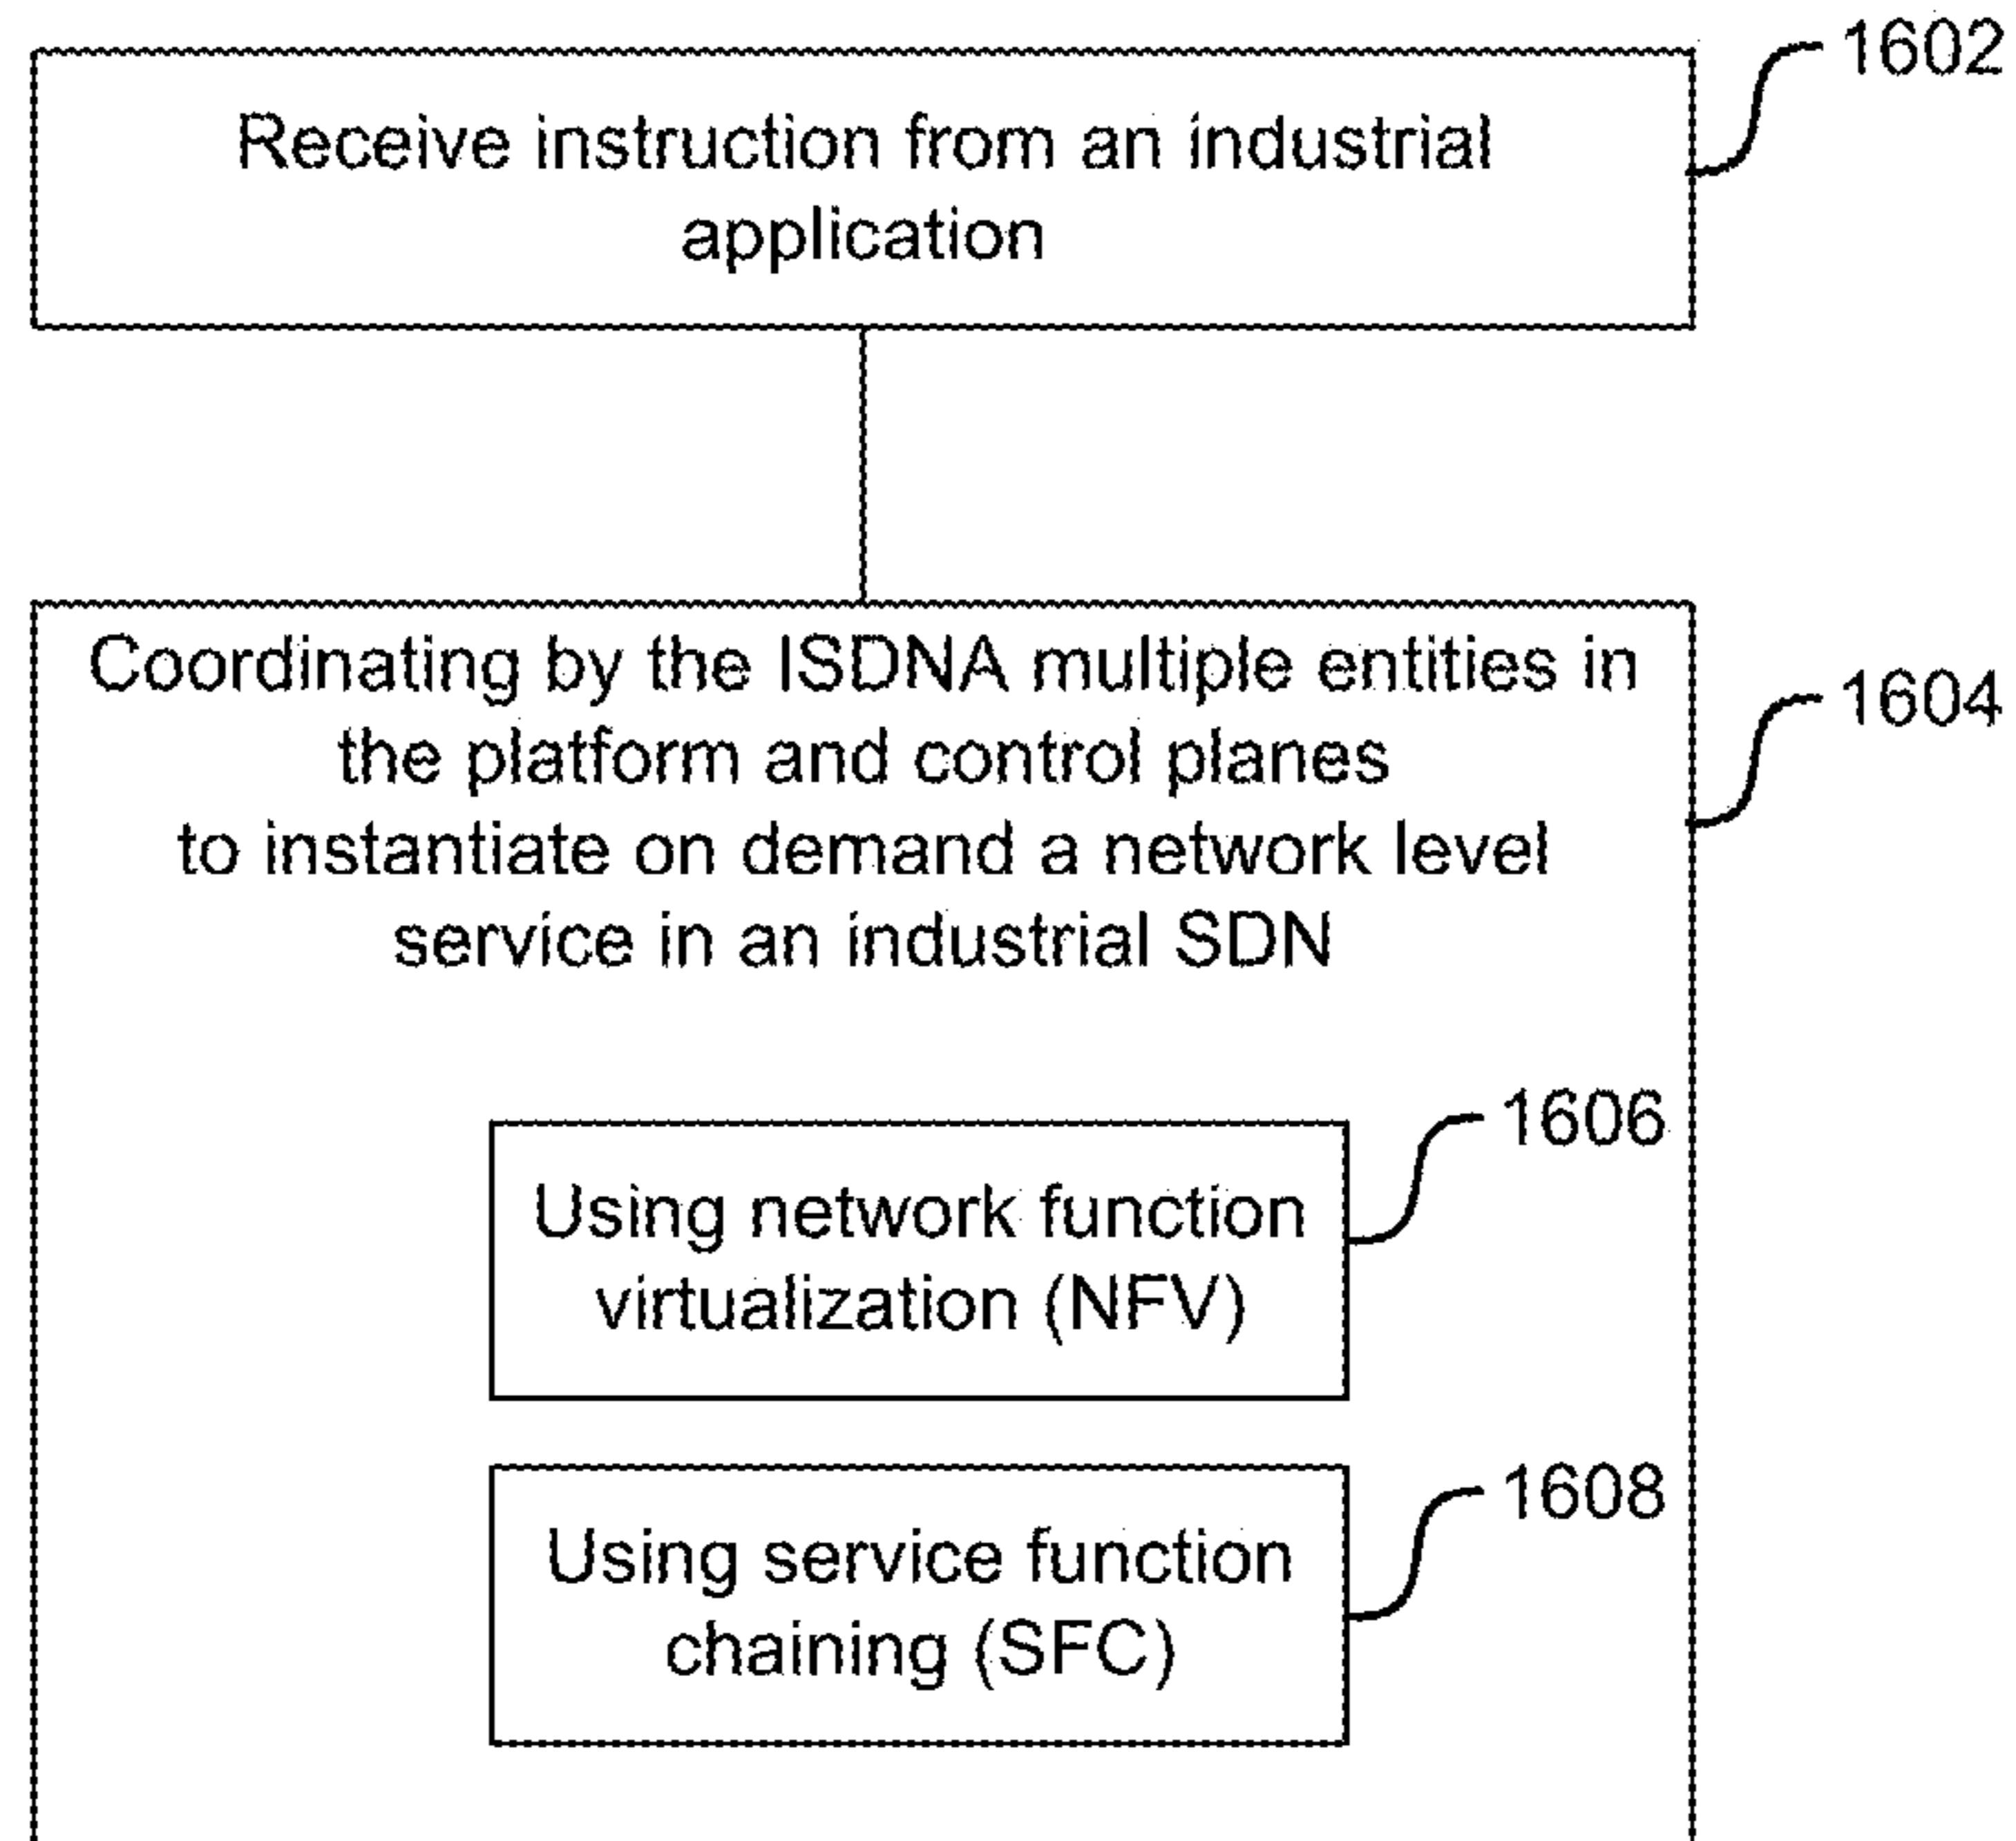 1602
Receive instruction from an industrial
application
Coordinating by the ISDNA multiple entities in
the platform and control planes
to instantiate on demand a network level
service in an industrial SDN
1604
1606
Using network function
virtualization (NFV)
1608
Using service function
chaining (SFC)